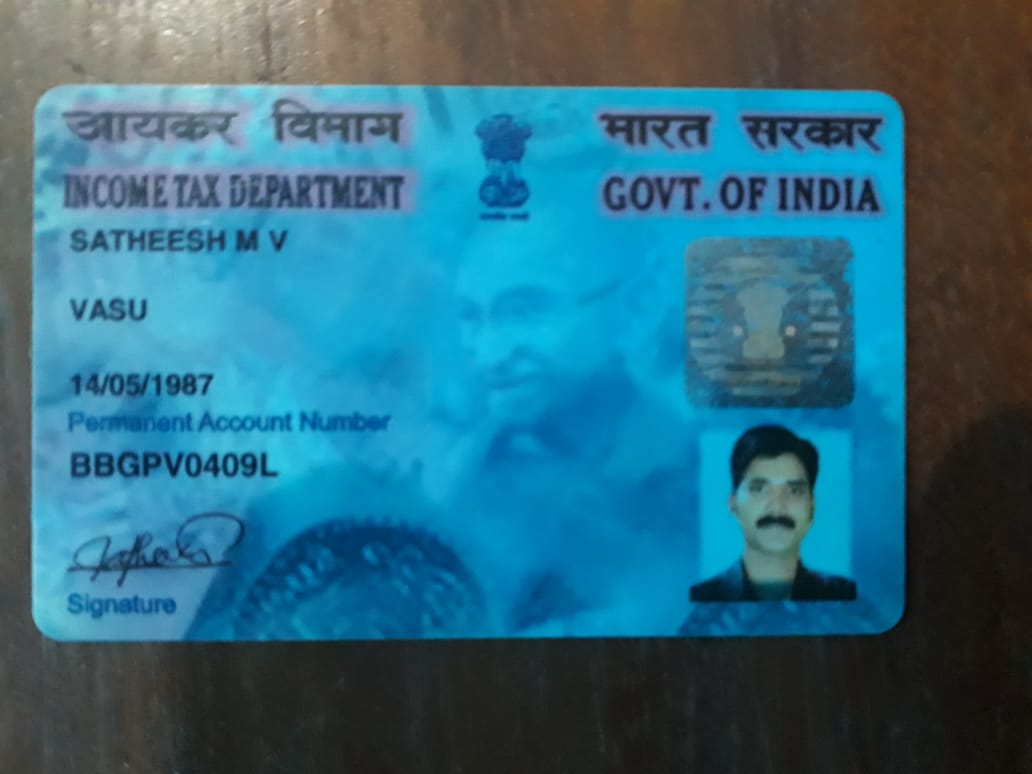 आयकर विभाग
भारत सरकार
INCOME TAX DEPARTMENT
GOVT. OF INDIA
SATHEESH M V
VASU
14/05/1987
Permanent Account Number
BBGPV0409L
Signature